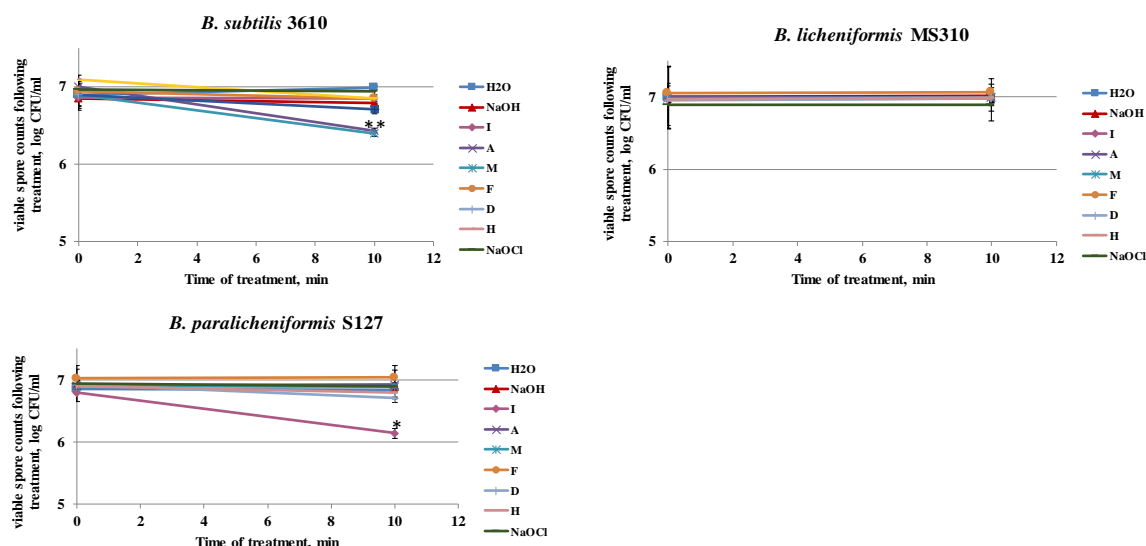 B. subtilis 3610
viable spore counts following
treatment, log CFU/ml
7
6
5
**
0 2 4 6 8 10 12
Time of treatment, min
H2O
NaOH
I
A
M
F
D
H
NaOCl
B. licheniformis MS310
viable spore counts following
treatment, log CFU/ml
8
7
6
5
0 2 4 6 8 10 12
Time of treatment, min
H2O
NaOH
I
A
M
F
D
H
NaOCl
B. paralicheniformis S127
viable spore counts following
treatment, log CFU/ml
8
7
6
5
*
0 2 4 6 8 10 12
Time of treatment, min
H2O
NaOH
I
A
M
F
D
H
NaOCl